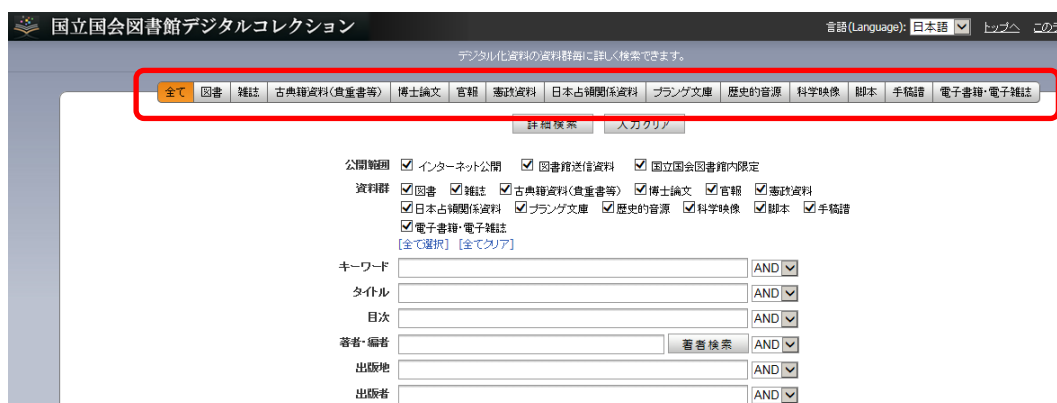 国立国会図書館デジタルコレクション 言語(Language): 日本語 トップへ
デジタル化資料の資料群毎に詳しく検索できます。
全て 図書 雑誌 古典籍資料(貴重書等) 博士論文 官報 憲政資料 日本占領関係資料 プランゲ文庫 歴史的音源 科学映像 脚本 手稿譜 電子書籍・電子雑誌
詳細検索 入力クリア
公開範囲 インターネット公開 図書館送信資料 国立国会図書館内限定
資料群 図書 雑誌 古典籍資料(貴重書等) 博士論文 官報 憲政資料
日本占領関係資料 プランゲ文庫 歴史的音源 科学映像 脚本 手稿譜
電子書籍・電子雑誌
[全て選択] [全てクリア]
キーワード AND
タイトル AND
目次 AND
著者・編者 著者検索 AND
出版地 AND
出版者 AND